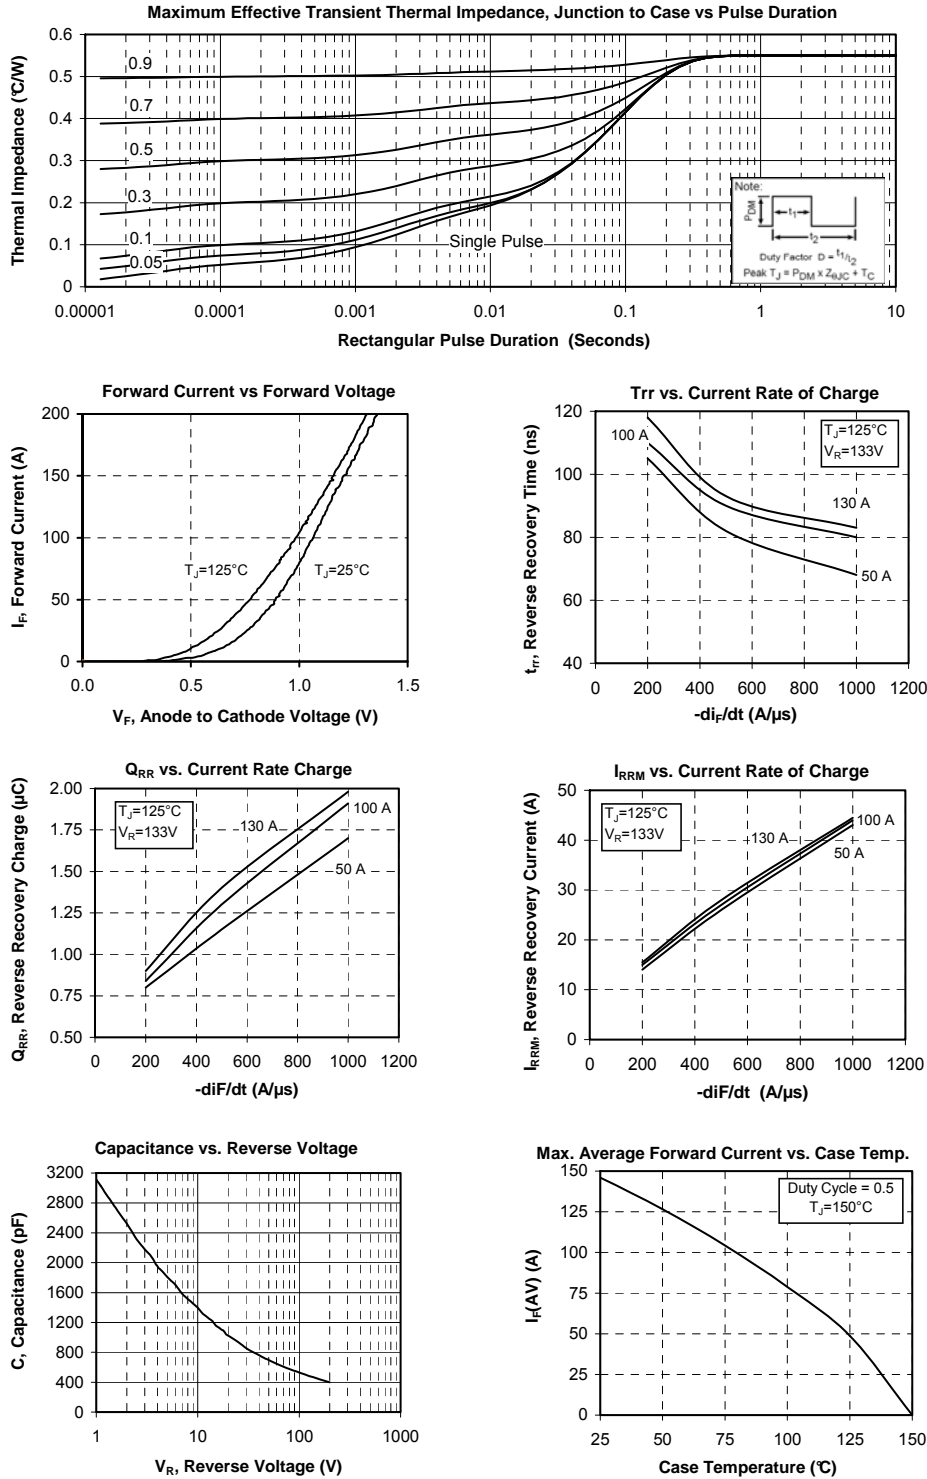 Maximum Effective Transient Thermal Impedance, Junction to Case vs Pulse Duration
Thermal Impedance (℃/W)
0.6
0.5
0.4
0.3
0.2
0.1
0
0.9
0.7
0.5
0.3
0.1
0.05
Single Pulse
Note:
PDM
t1
t2
Duty Factor D = t1/t2
Peak TJ = PDM x ZθJC + TC
0.00001 0.0001 0.001 0.01 0.1 1 10
Rectangular Pulse Duration (Seconds)
Forward Current vs Forward Voltage
IF, Forward Current (A)
200
150
100
50
0
TJ=125°C
TJ=25°C
0.0 0.5 1.0 1.5
VF, Anode to Cathode Voltage (V)
Trr vs. Current Rate of Charge
trr, Reverse Recovery Time (ns)
120
100
80
60
40
TJ=125°C
VR=133V
100 A
130 A
50 A
0 200 400 600 800 1000 1200
-diF/dt (A/µs)
QRR vs. Current Rate Charge
QRR, Reverse Recovery Charge (µC)
2.00
1.75
1.50
1.25
1.00
0.75
0.50
TJ=125°C
VR=133V
130 A
100 A
50 A
0 200 400 600 800 1000 1200
-diF/dt (A/µs)
IRRM vs. Current Rate of Charge
IRRM, Reverse Recovery Current (A)
50
40
30
20
10
0
TJ=125°C
VR=133V
130 A
100 A
50 A
0 200 400 600 800 1000 1200
-diF/dt (A/µs)
Capacitance vs. Reverse Voltage
C, Capacitance (pF)
3200
2800
2400
2000
1600
1200
800
400
0
1 10 100 1000
VR, Reverse Voltage (V)
Max. Average Forward Current vs. Case Temp.
IF(AV) (A)
150
125
100
75
50
25
0
Duty Cycle = 0.5
TJ=150°C
25 50 75 100 125 150
Case Temperature (℃)